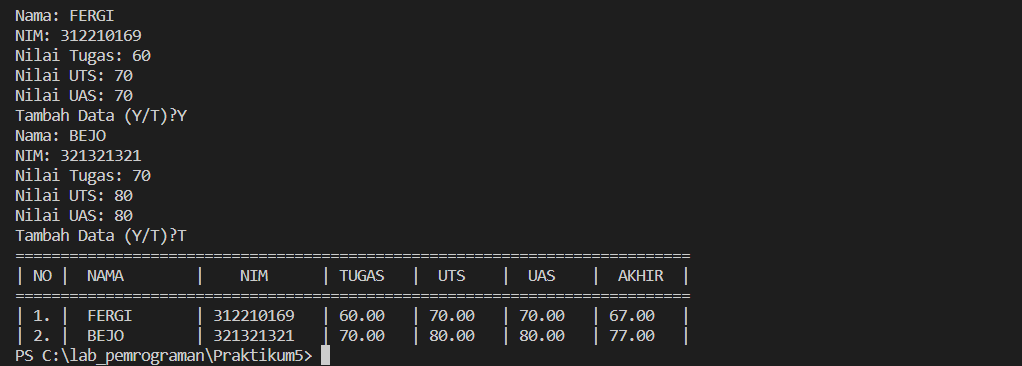 Nama: FERGI
NIM: 312210169
Nilai Tugas: 60
Nilai UTS: 70
Nilai UAS: 70
Tambah Data (Y/T)?Y
Nama: BEJO
NIM: 321321321
Nilai Tugas: 70
Nilai UTS: 80
Nilai UAS: 80
Tambah Data (Y/T)?T
===========================================================================
| NO |  NAMA        |    NIM      | TUGAS   |  UTS    |  UAS    |  AKHIR  |
===========================================================================
| 1. |  FERGI       | 312210169   | 60.00   | 70.00   | 70.00   | 67.00   |
| 2. |  BEJO        | 321321321   | 70.00   | 80.00   | 80.00   | 77.00   |
PS C:\lab_pemrograman\Praktikum5>